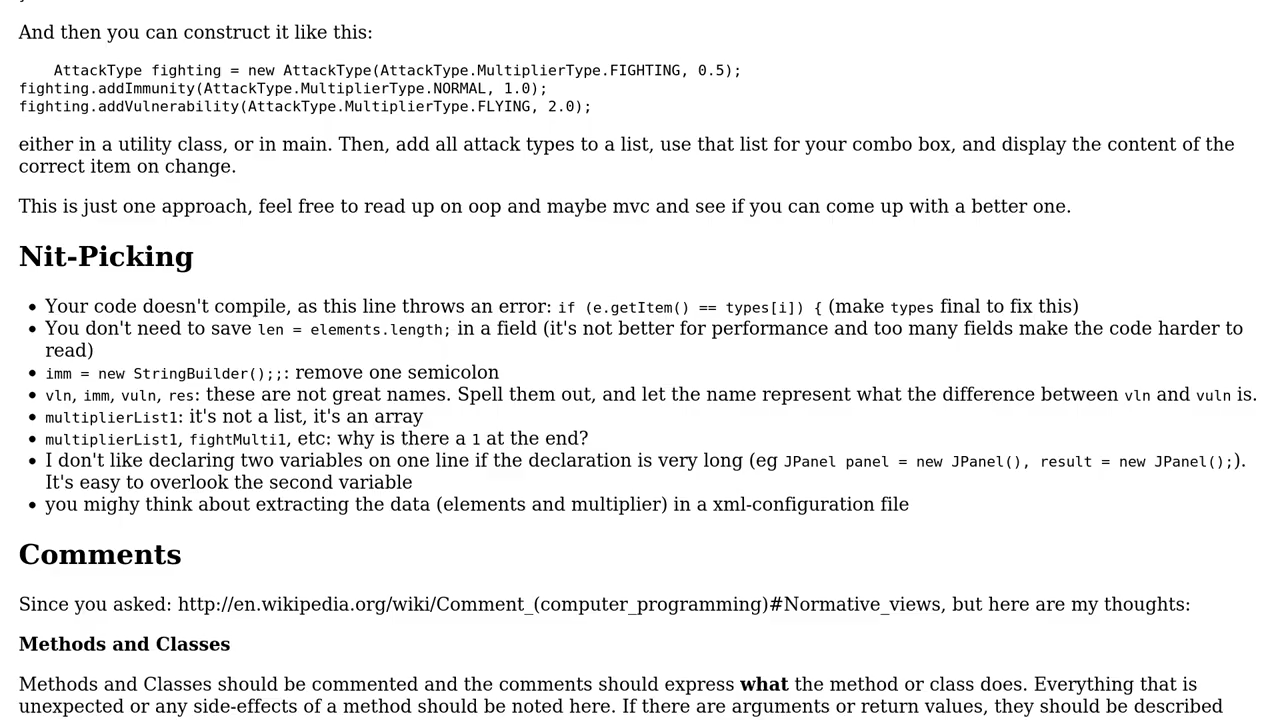 And then you can construct it like this:
AttackType fighting = new AttackType(AttackType.MultiplierType.FIGHTING, 0.5);
fighting.addImmunity(AttackType.MultiplierType.NORMAL, 1.0);
fighting.addVulnerability(AttackType.MultiplierType.FLYING, 2.0);
either in a utility class, or in main. Then, add all attack types to a list, use that list for your combo box, and display the content of the
correct item on change.
This is just one approach, feel free to read up on oop and maybe mvc and see if you can come up with a better one.
Nit-Picking
• Your code doesn't compile, as this line throws an error: if (e.getItem() == types[i]) { (make types final to fix this)
• You don't need to save len = elements.length; in a field (it's not better for performance and too many fields make the code harder to
read)
• imm = new StringBuilder();;: remove one semicolon
• vln, imm, vuln, res: these are not great names. Spell them out, and let the name represent what the difference between vln and vuln is.
• multiplierList1: it's not a list, it's an array
• multiplierList1, fightMulti1, etc: why is there a 1 at the end?
• I don't like declaring two variables on one line if the declaration is very long (eg JPanel panel = new JPanel(), result = new JPanel();).
It's easy to overlook the second variable
• you mighy think about extracting the data (elements and multiplier) in a xml-configuration file
Comments
Since you asked: http://en.wikipedia.org/wiki/Comment_(computer_programming)#Normative_views, but here are my thoughts:
Methods and Classes
Methods and Classes should be commented and the comments should express what the method or class does. Everything that is
unexpected or any side-effects of a method should be noted here. If there are arguments or return values, they should be described